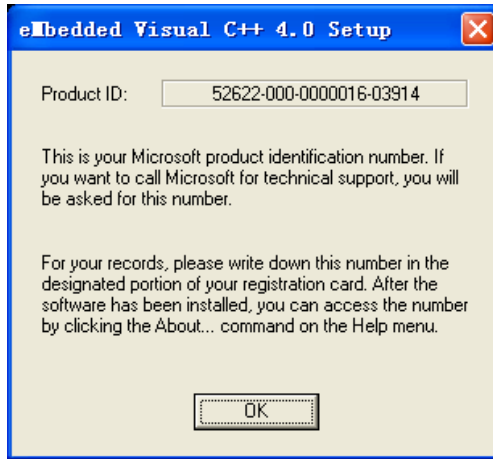 eMbedded Visual C++ 4.0 Setup
Product ID: 52622-000-0000016-03914
This is your Microsoft product identification number. If
you want to call Microsoft for technical support, you will
be asked for this number.
For your records, please write down this number in the
designated portion of your registration card. After the
software has been installed, you can access the number
by clicking the About... command on the Help menu.
OK